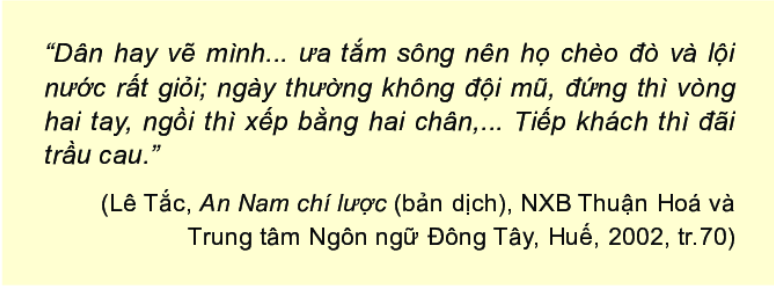 “Dân hay vẽ mình... ưa tắm sông nên họ chèo đò và lội
nước rất giỏi; ngày thường không đội mũ, đứng thì vòng
hai tay, ngồi thì xếp bằng hai chân,... Tiếp khách thì đãi
trầu cau.”
(Lê Tắc, An Nam chí lược (bản dịch), NXB Thuận Hoá và
Trung tâm Ngôn ngữ Đông Tây, Huế, 2002, tr.70)